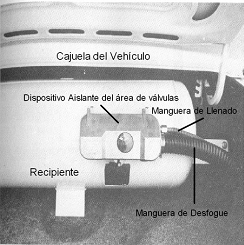 Cajuela del Vehículo
Dispositivo Aislante del área de válvulas
Manguera de Llenado
Recipiente
Manguera de Desfogue